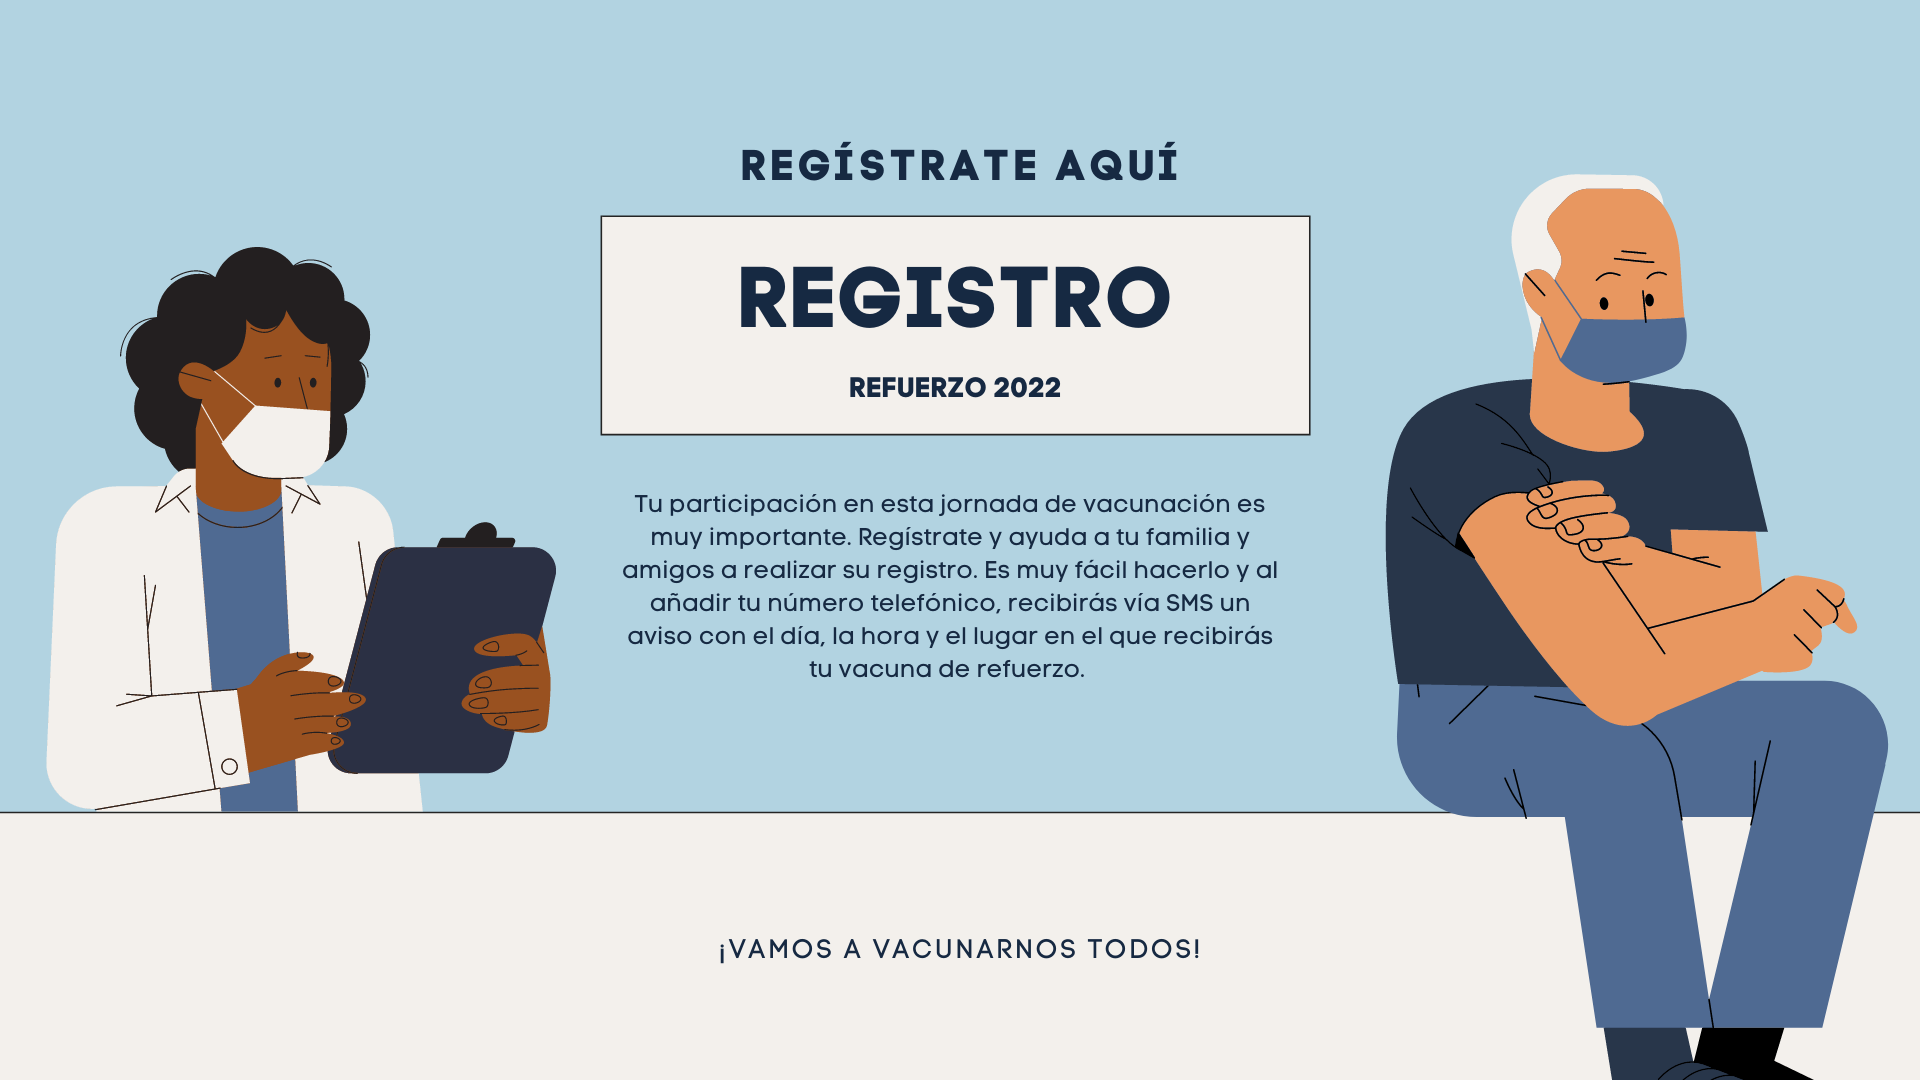 REGÍSTRATE AQUÍ
REGISTRO
REFUERZO 2022
Tu participación en esta jornada de vacunación es
muy importante. Regístrate y ayuda a tu familia y
amigos a realizar su registro. Es muy fácil hacerlo y al
añadir tu número telefónico, recibirás vía SMS un
aviso con el día, la hora y el lugar en el que recibirás
tu vacuna de refuerzo.
¡VAMOS A VACUNARNOS TODOS!